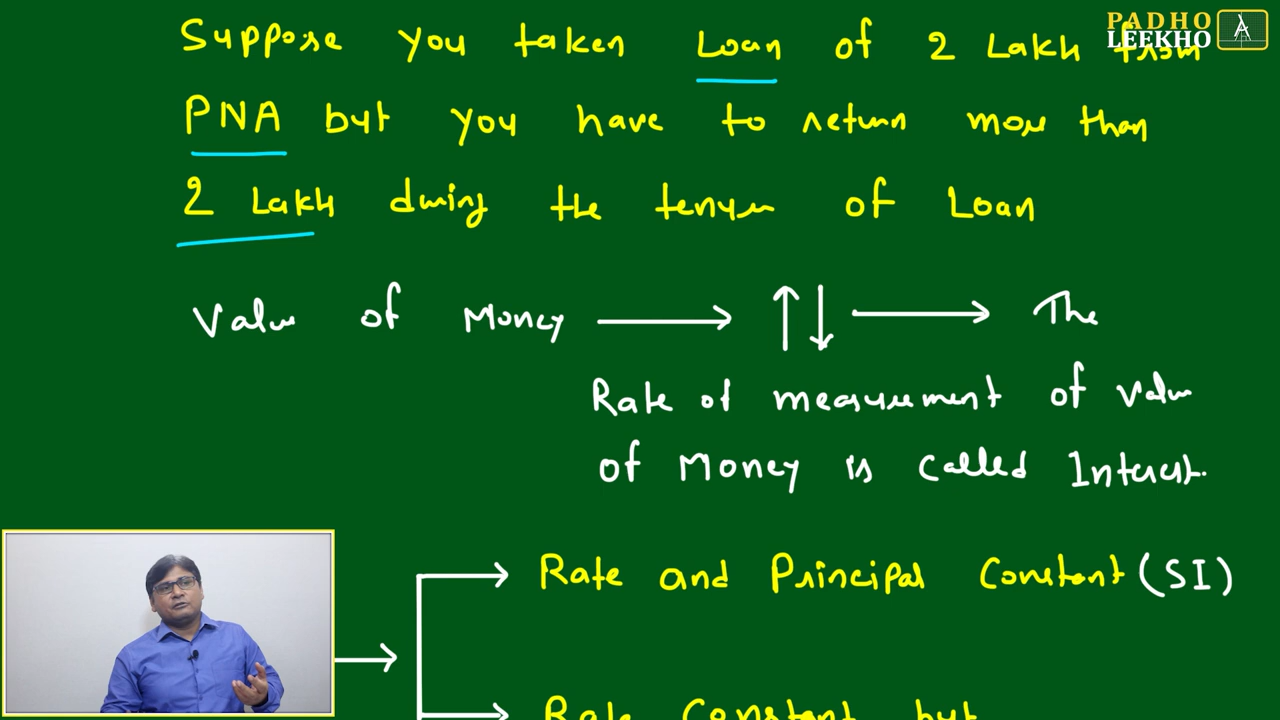 PADHO
LEEKHO
Suppose you taken Loan of 2 Lakh from
PNA but you have to return more than
2 Lakh during the tenure of Loan
Value of Money → ↑↓ → The
Rate of measurement of value
of Money is called Interest.
Rate and Principal Constant (SI)
Rate Constant but